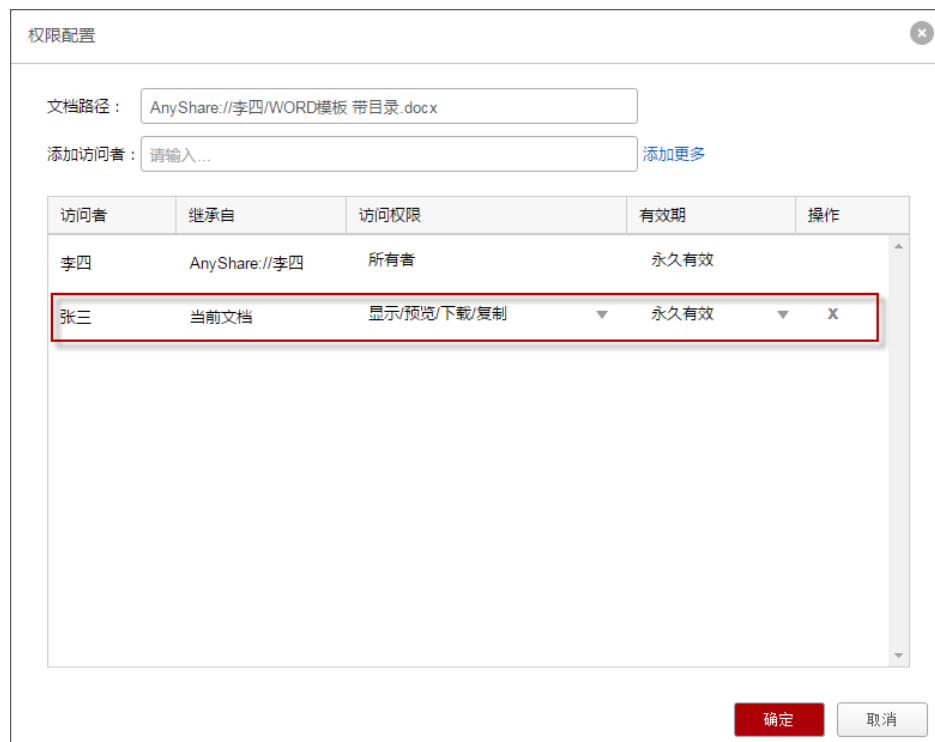 权限配置
文档路径： AnyShare://李四/WORD模板 带目录.docx
添加访问者： 请输入... 添加更多
访问者 继承自 访问权限 有效期 操作
李四 AnyShare://李四 所有者 永久有效
张三 当前文档 显示/预览/下载/复制 永久有效 X
确定 取消